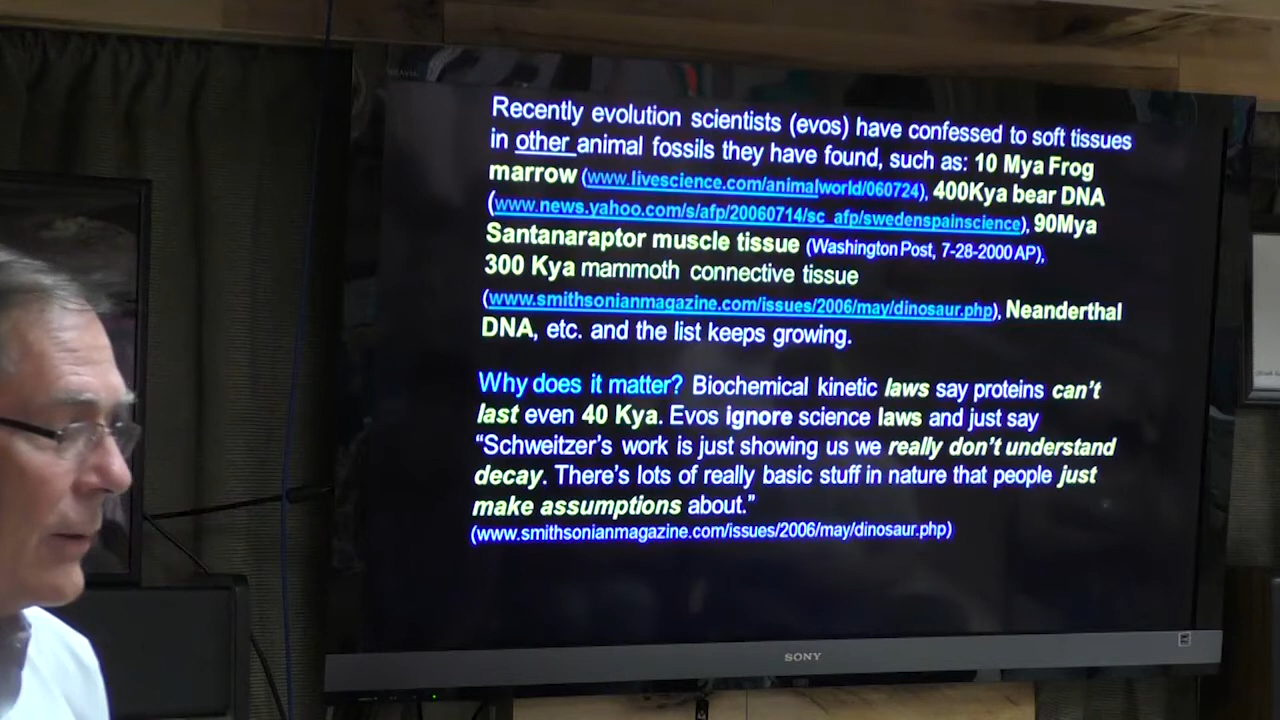 Recently evolution scientists (evos) have confessed to soft tissues
in other animal fossils they have found, such as: 10 Mya Frog
marrow (www.livescience.com/animalworld/060724), 400Kya bear DNA
(www.news.yahoo.com/s/afp/20060714/sc_afp/swedenspainscience), 90Mya
Santanaraptor muscle tissue (Washington Post, 7-28-2000 AP),
300 Kya mammoth connective tissue
(www.smithsonianmagazine.com/issues/2006/may/dinosaur.php), Neanderthal
DNA, etc. and the list keeps growing.
Why does it matter? Biochemical kinetic laws say proteins can't
last even 40 Kya. Evos ignore science laws and just say
“Schweitzer's work is just showing us we really don't understand
decay. There's lots of really basic stuff in nature that people just
make assumptions about.”
(www.smithsonianmagazine.com/issues/2006/may/dinosaur.php)
SONY